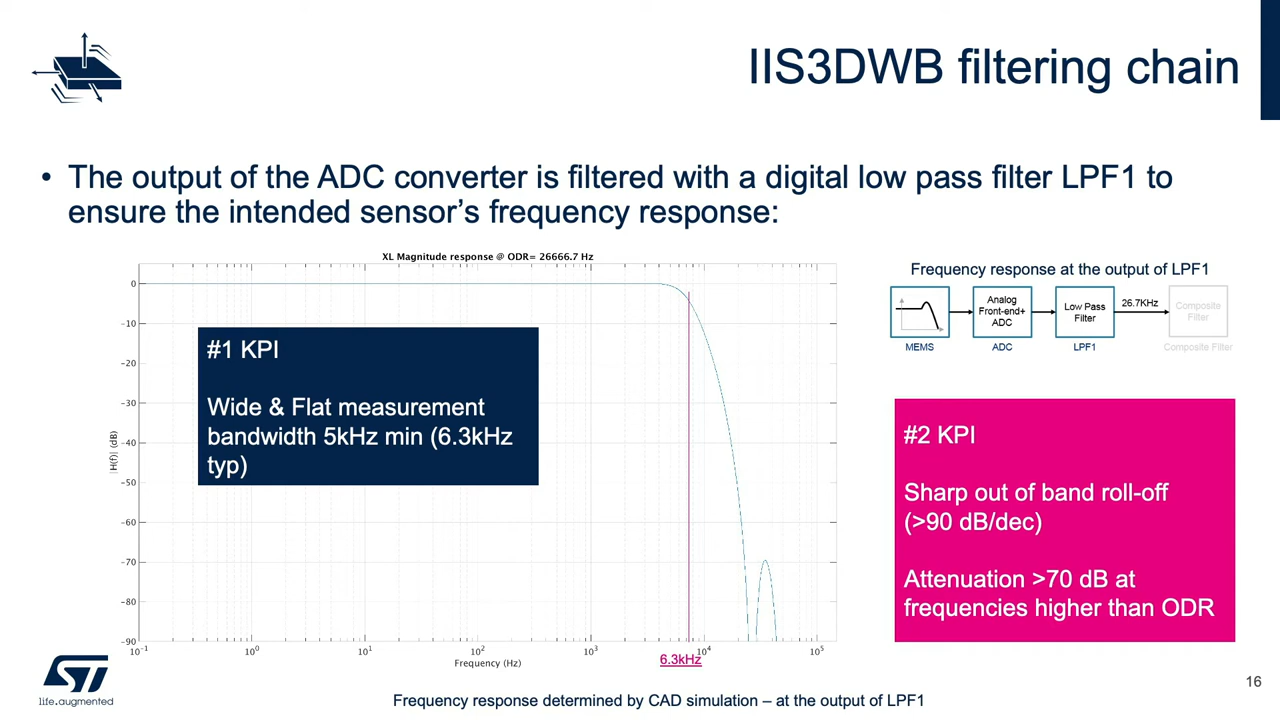 IIS3DWB filtering chain
• The output of the ADC converter is filtered with a digital low pass filter LPF1 to
ensure the intended sensor’s frequency response:
XL Magnitude response @ ODR= 26666.7 Hz
0
-10
-20
-30
-40
-50
-60
-70
-80
-90
|H(f)| (dB)
10⁻¹
10⁰
10¹
10²
10³
10⁴
10⁵
Frequency (Hz)
6.3kHz
#1 KPI
Wide & Flat measurement
bandwidth 5kHz min (6.3kHz
typ)
Frequency response at the output of LPF1
MEMS
Analog
Front-end+
ADC
ADC
Low Pass
Filter
LPF1
26.7KHz
Composite
Filter
Composite Filter
#2 KPI
Sharp out of band roll-off
(>90 dB/dec)
Attenuation >70 dB at
frequencies higher than ODR
ST
life.augmented
Frequency response determined by CAD simulation – at the output of LPF1
16